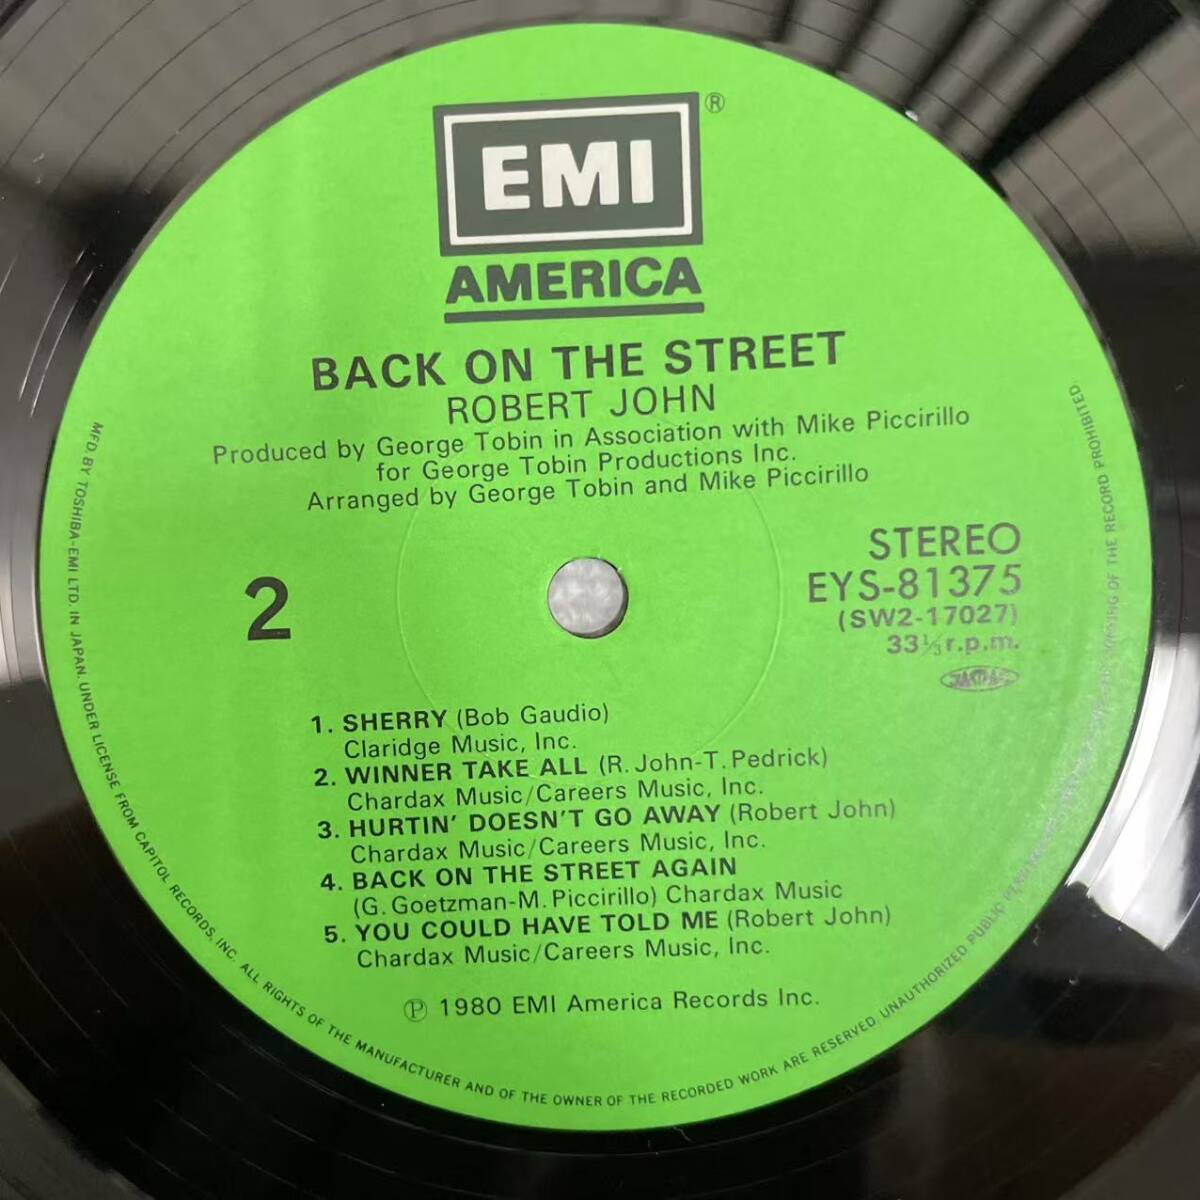 EMI®
AMERICA
BACK ON THE STREET
ROBERT JOHN
Produced by George Tobin in Association with Mike Piccirillo
for George Tobin Productions Inc.
Arranged by George Tobin and Mike Piccirillo
2
STEREO
EYS-81375
(SW2-17027)
33⅓ r.p.m.
1. SHERRY (Bob Gaudio)
Claridge Music, Inc.
2. WINNER TAKE ALL (R. John-T. Pedrick)
Chardax Music/Careers Music, Inc.
3. HURTIN' DOESN'T GO AWAY (Robert John)
Chardax Music/Careers Music, Inc.
4. BACK ON THE STREET AGAIN
(G. Goetzman-M. Piccirillo) Chardax Music
5. YOU COULD HAVE TOLD ME (Robert John)
Chardax Music/Careers Music, Inc.
℗ 1980 EMI America Records Inc.
MFD. BY TOSHIBA-EMI LTD. IN JAPAN. UNDER LICENSE FROM CAPITOL RECORDS, INC. ALL RIGHTS OF THE MANUFACTURER AND OF THE OWNER OF THE RECORDED WORK ARE RESERVED. UNAUTHORIZED PUBLIC OF THE RECORD PROHIBITED.